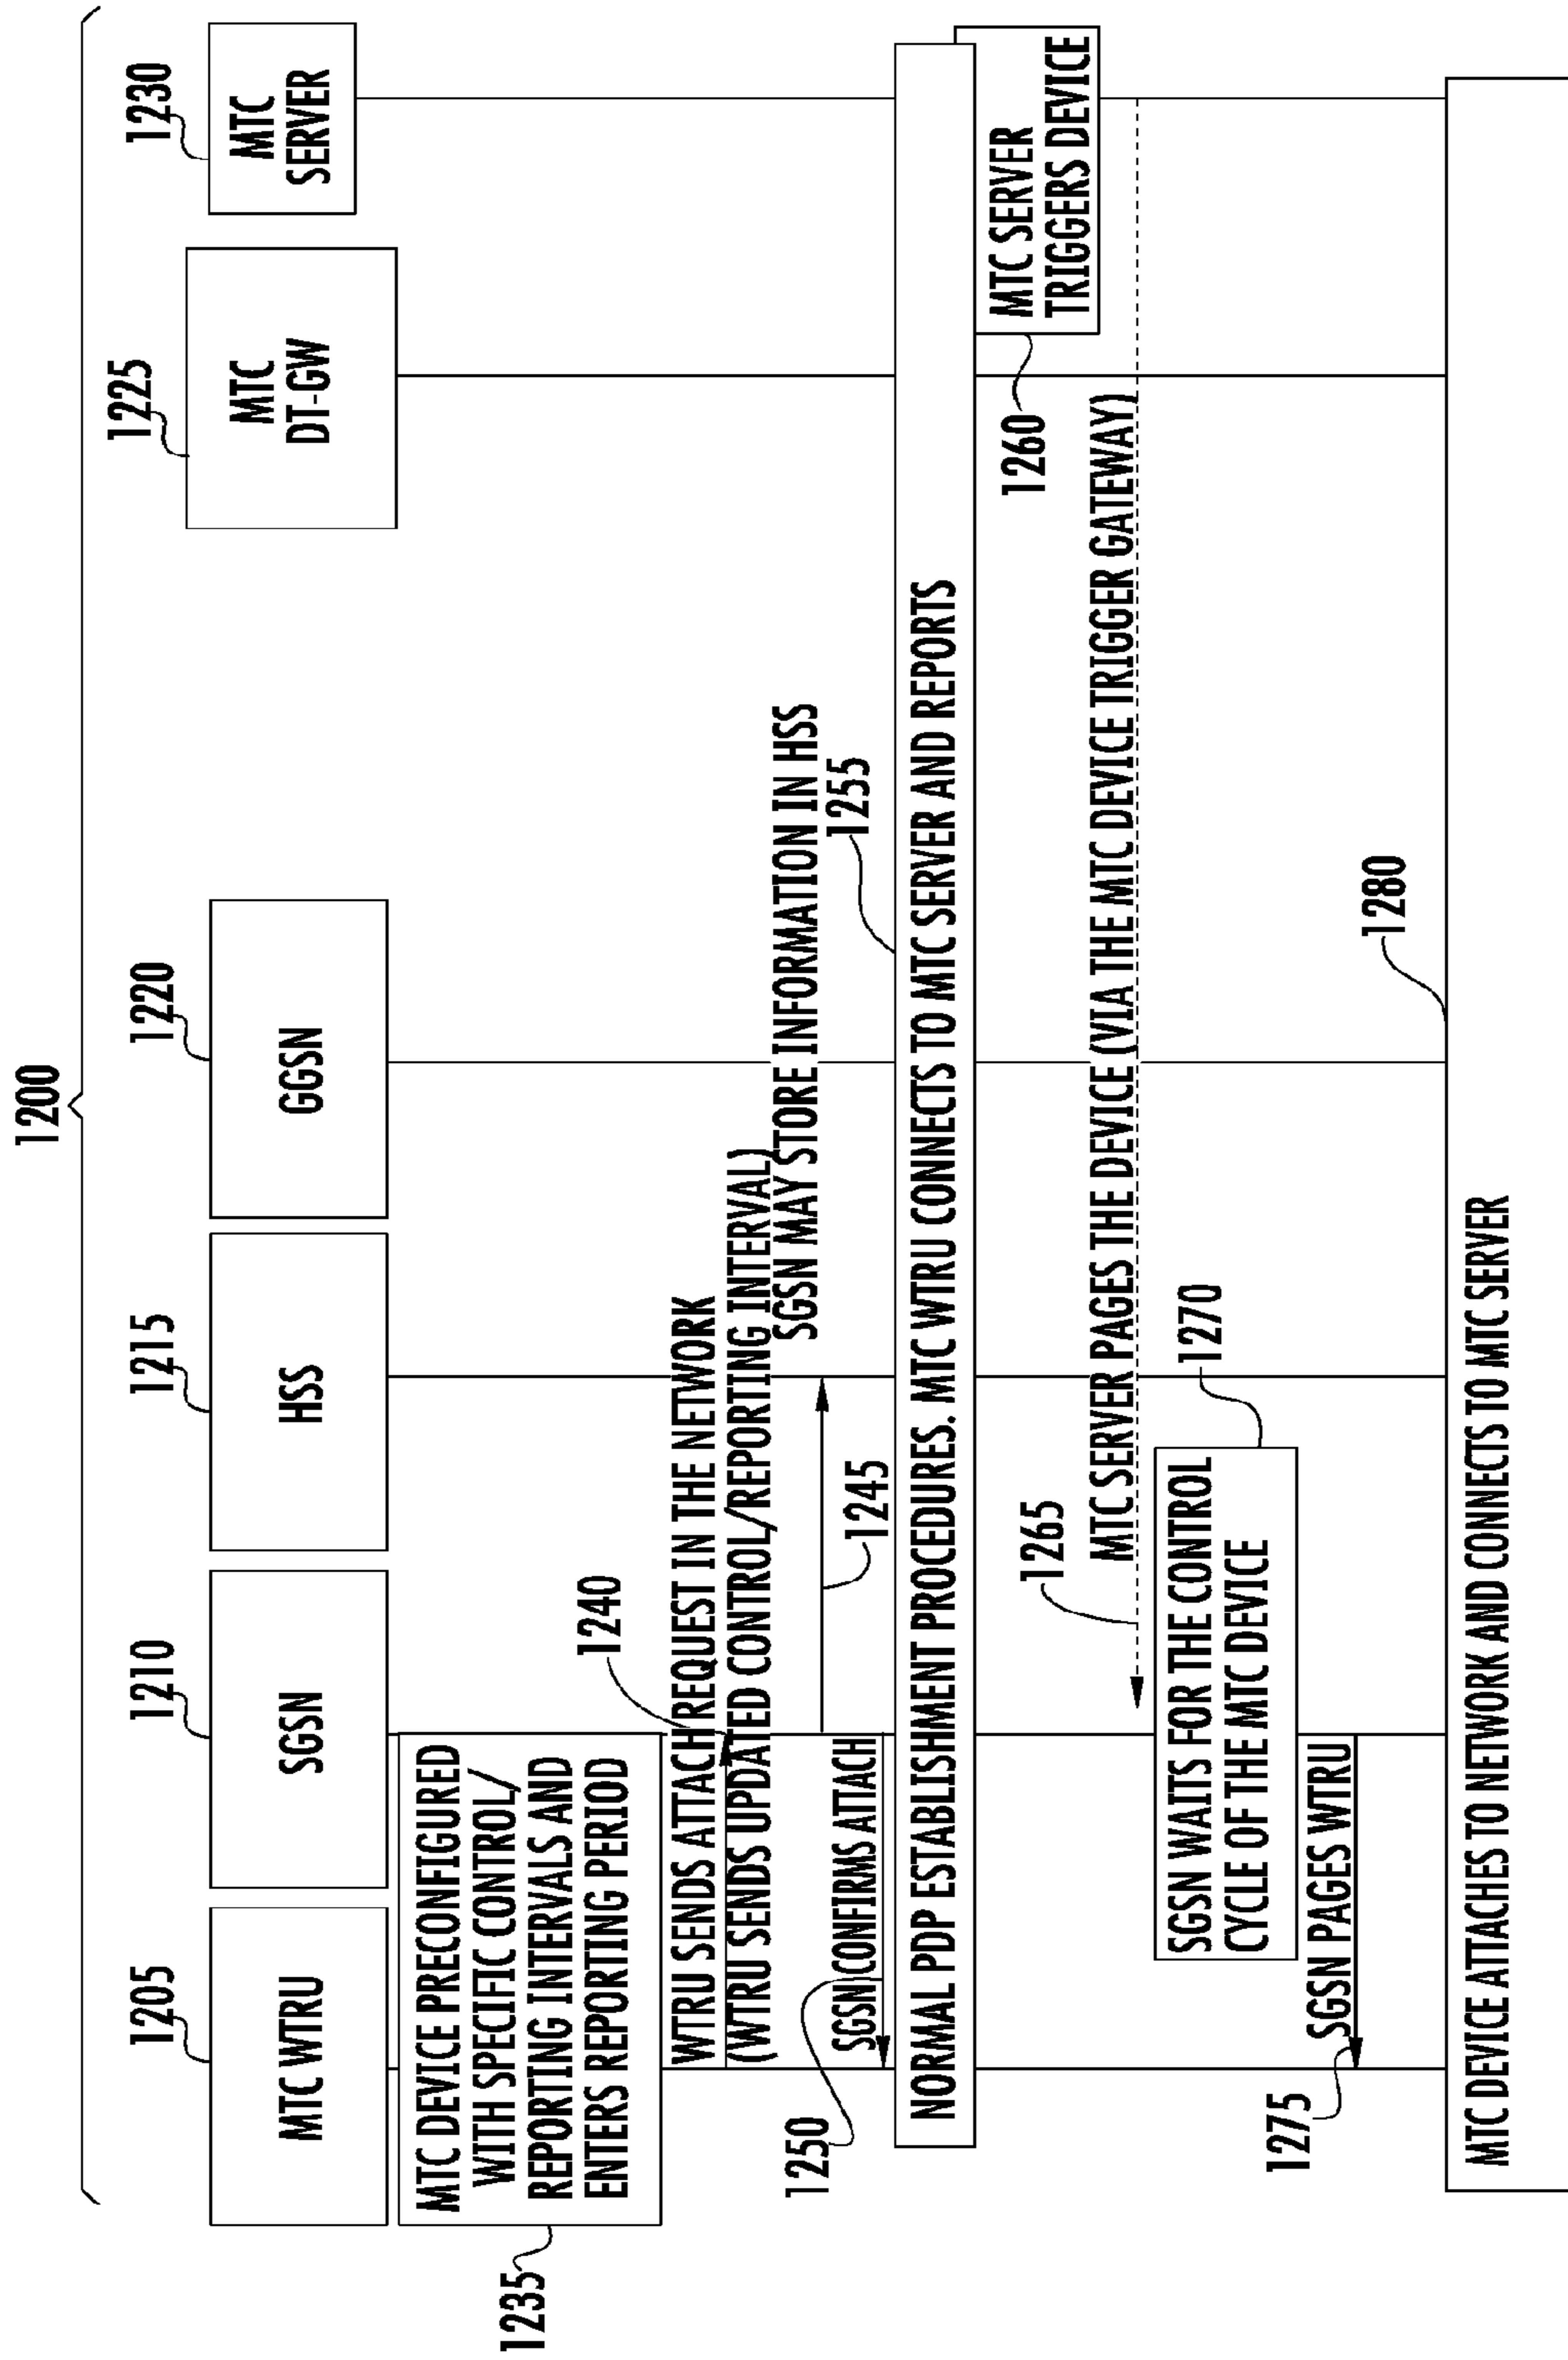 1200
1205
MTC WTRU
1210
SGSN
1215
HSS
1220
GGSN
1225
MTC
DT-GW
1230
MTC
SERVER
1235
MTC DEVICE PRECONFIGURED
WITH SPECIFIC CONTROL/
REPORTING INTERVALS AND
ENTERS REPORTING PERIOD
1240
WTRU SENDS ATTACH REQUEST IN THE NETWORK
(WTRU SENDS UPDATED CONTROL/REPORTING INTERVAL)
SGSN MAY STORE INFORMATION IN HSS
1245
1250
SGSN CONFIRMS ATTACH
1255
NORMAL PDP ESTABLISHMENT PROCEDURES. MTC WTRU CONNECTS TO MTC SERVER AND REPORTS
1260
MTC SERVER
TRIGGERS DEVICE
1265
MTC SERVER PAGES THE DEVICE (VIA THE MTC DEVICE TRIGGER GATEWAY)
1270
SGSN WAITS FOR THE CONTROL
CYCLE OF THE MTC DEVICE
1275
SGSN PAGES WTRU
1280
MTC DEVICE ATTACHES TO NETWORK AND CONNECTS TO MTC SERVER